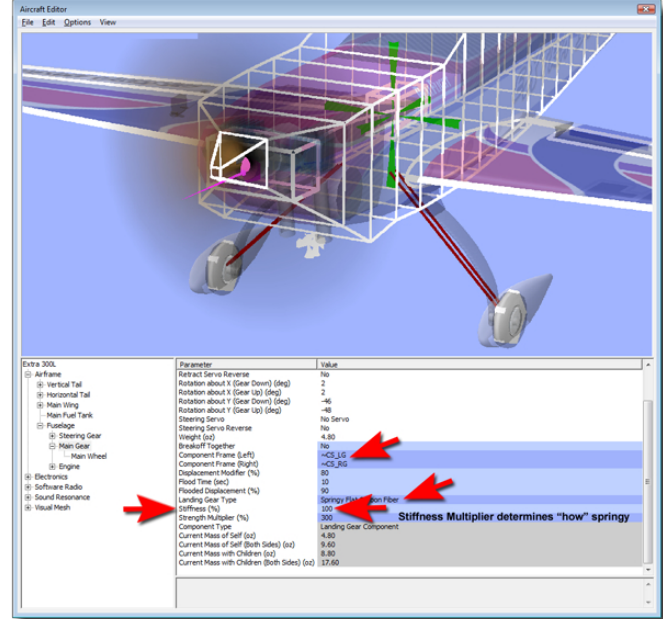 Aircraft Editor
File Edit Options View
Extra 300L
Airframe
Vertical Tail
Horizontal Tail
Main Wing
Main Fuel Tank
Fuselage
Steering Gear
Main Gear
Main Wheel
Engine
Electronics
Software Radio
Sound Resonance
Visual Mesh
Parameter Value
Retract Servo Reverse No
Rotation about X (Gear Down) (deg) 2
Rotation about X (Gear Up) (deg) 2
Rotation about Y (Gear Down) (deg) -46
Rotation about Y (Gear Up) (deg) -48
Steering Servo No Servo
Steering Servo Reverse No
Weight (oz) 4.80
Breakoff Together No
Component Frame (Left) ~CS_LG
Component Frame (Right) ~CS_RG
Displacement Modifier (%) 80
Flood Time (sec) 10
Flooded Displacement (%) 90
Landing Gear Type Springy Fiber
Stiffness (%) 100
Stiffness Multiplier determines “how” springy
Strength Multiplier (%) 300
Component Type Landing Gear Component
Current Mass of Self (oz) 4.80
Current Mass of Self (Both Sides) (oz) 9.60
Current Mass with Children (oz) 8.80
Current Mass with Children (Both Sides) (oz) 17.60